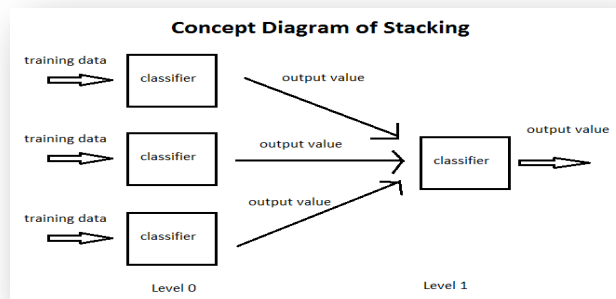 Concept Diagram of Stacking
training data
classifier
output value
training data
classifier
output value
classifier
output value
training data
classifier
output value
Level 0
Level 1